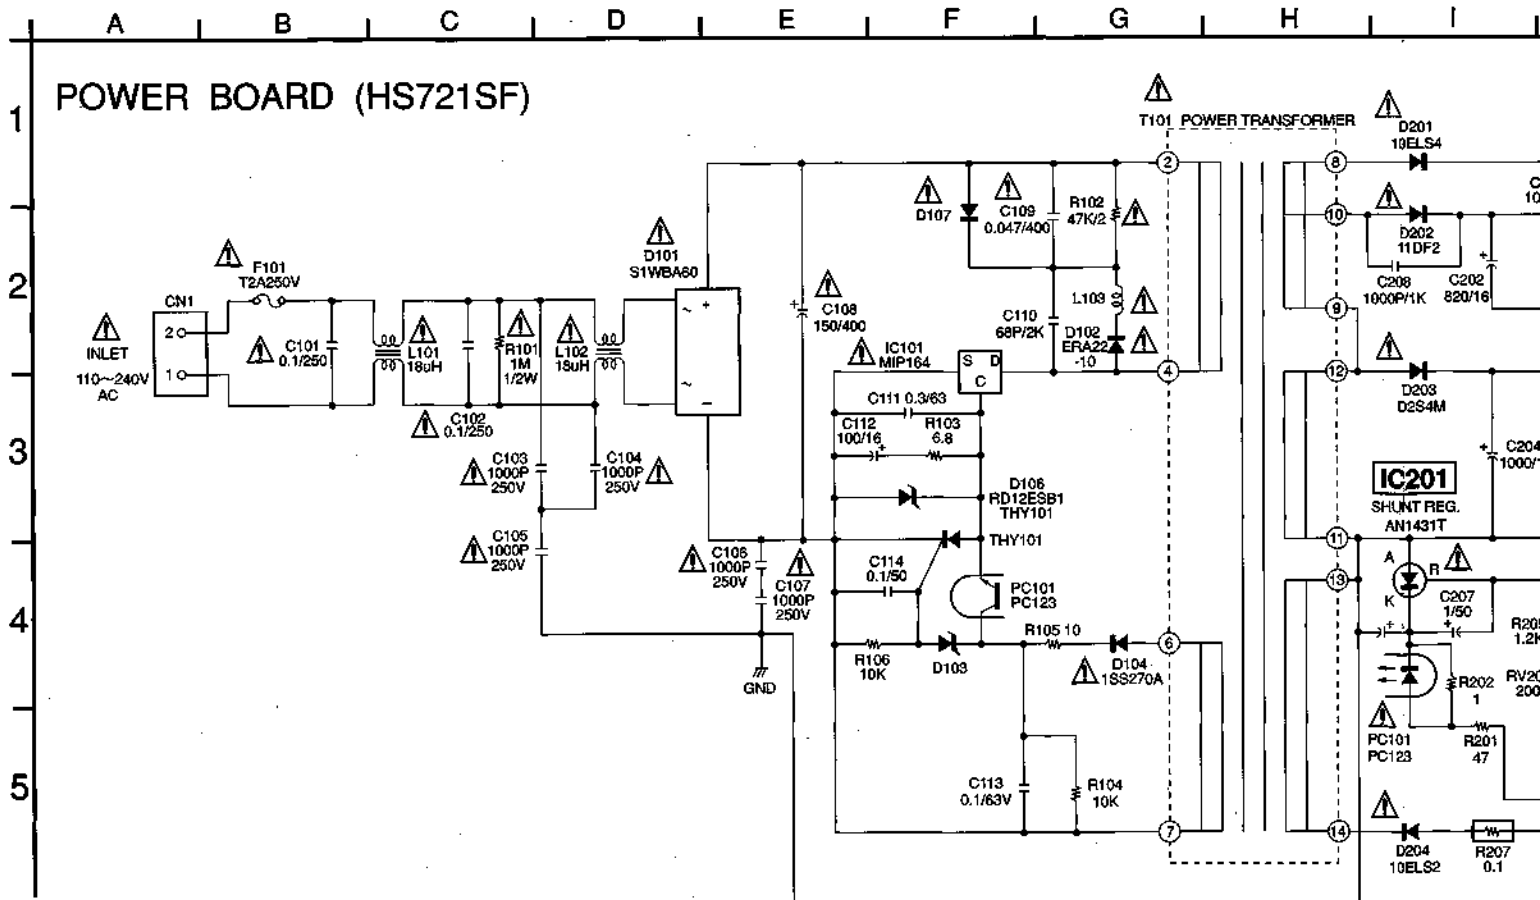 A B C D E F G H I
1
2
3
4
5
POWER BOARD (HS721SF)
INLET
110~240V
AC
CN1
2
1
F101
T2A250V
C101
0.1/250
L101
18uH
C102
0.1/250
R101
1M
1/2W
L102
18uH
C103
1000P
250V
C104
1000P
250V
C105
1000P
250V
D101
S1WBA60
+
~
~
−
C106
1000P
250V
C107
1000P
250V
GND
+
C108
150/400
D107
C109
0.047/400
R102
47K/2
C110
68P/2K
L103
D102
ERA22
-10
IC101
MIP164
S D
C
C111 0.3/63
C112
100/16
+
R103
6.8
D106
RD12ESB1
THY101
THY101
C114
0.1/50
PC101
PC123
R106
10K
D103
R105 10
D104
1SS270A
C113
0.1/63V
R104
10K
T101 POWER TRANSFORMER
2
4
6
7
8
10
9
12
11
13
14
D201
10ELS4
D202
11DF2
C208
1000P/1K
+
C202
820/16
D203
D2S4M
+
C204
1000/
IC201
SHUNT REG.
AN1431T
A
R
K
C207
1/50
+
+
R202
1
R201
47
PC101
PC123
D204
10ELS2
R207
0.1
C
10
1.2K
RV20
200